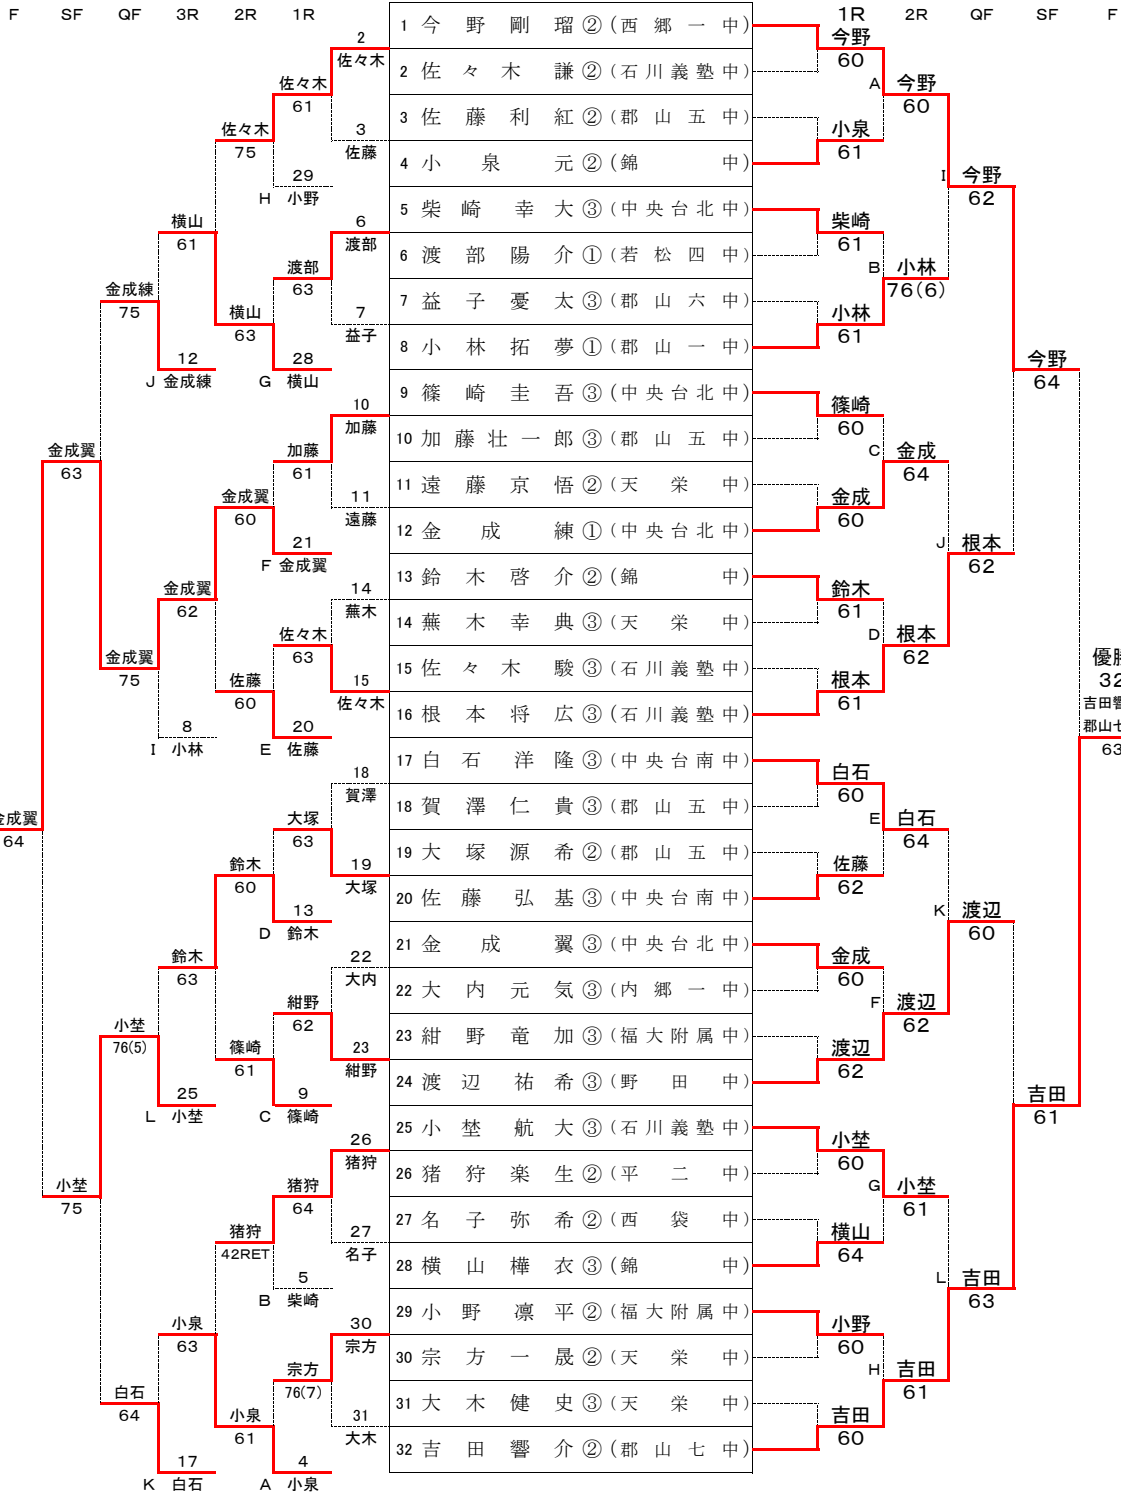 F SF QF 3R 2R 1R
1 今野剛瑠②(西郷一中)
2 佐々木謙②(石川義塾中)
3 佐藤利紅②(郡山五中)
4 小泉元②(錦中)
5 柴崎幸大③(中央台北中)
6 渡部陽介①(若松四中)
7 益子憂太③(郡山六中)
8 小林拓夢①(郡山一中)
9 篠崎圭吾③(中央台北中)
10 加藤壮一郎③(郡山五中)
11 遠藤京悟②(天栄中)
12 金成練①(中央台北中)
13 鈴木啓介②(錦中)
14 蕪木幸典③(天栄中)
15 佐々木駿③(石川義塾中)
16 根本将広③(石川義塾中)
17 白石洋隆③(中央台南中)
18 賀澤仁貴③(郡山五中)
19 大塚源希②(郡山五中)
20 佐藤弘基③(中央台南中)
21 金成翼③(中央台北中)
22 大内元気③(内郷一中)
23 紺野竜加③(福大附属中)
24 渡辺祐希③(野田中)
25 小埜航大③(石川義塾中)
26 猪狩楽生②(平二中)
27 名子弥希②(西袋中)
28 横山樺衣③(錦中)
29 小野凛平②(福大附属中)
30 宗方一晟②(天栄中)
31 大木健史③(天栄中)
32 吉田響介②(郡山七中)
1R 2R QF SF F
今野
60
小泉
61
柴崎
61
小林
61
篠崎
60
金成
60
鈴木
61
根本
61
白石
60
佐藤
62
金成
60
渡辺
62
小埜
60
横山
64
小野
60
吉田
60
A 今野
60
B 小林
76(6)
C 金成
64
D 根本
62
E 白石
64
F 渡辺
62
G 小埜
61
H 吉田
61
I 今野
62
J 根本
62
K 渡辺
60
L 吉田
63
今野
64
吉田
61
優勝
32
吉田響
郡山七
63
2
佐々木
3
佐藤
6
渡部
7
益子
10
加藤
11
遠藤
14
蕪木
15
佐々木
18
賀澤
19
大塚
22
大内
23
紺野
26
猪狩
27
名子
30
宗方
31
大木
佐々木
61
29
H 小野
渡部
63
28
G 横山
加藤
61
21
F 金成翼
佐々木
63
20
E 佐藤
大塚
63
13
D 鈴木
紺野
62
9
C 篠崎
猪狩
64
5
B 柴崎
宗方
76(7)
4
A 小泉
佐々木
75
横山
63
金成翼
60
佐藤
60
鈴木
60
篠崎
61
猪狩
42RET
小泉
61
横山
61
12
J 金成練
金成翼
62
8
I 小林
鈴木
63
25
L 小埜
小泉
63
17
K 白石
金成練
75
金成翼
75
小埜
76(5)
白石
64
金成翼
63
小埜
75
金成翼
64